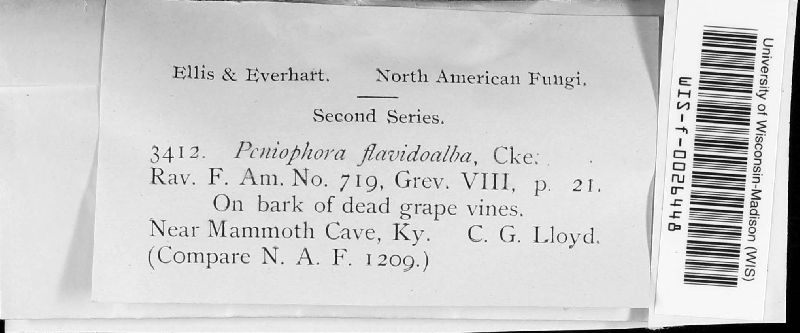 Ellis & Everhart. North American Fungi.
Second Series.
3412. Peniophora flavidoalba, Cke.
Rav. F. Am. No. 719, Grev. VIII, p. 21.
On bark of dead grape vines.
Near Mammoth Cave, Ky. C. G. Lloyd.
(Compare N. A. F. 1209.)
University of Wisconsin-Madison (WIS)
WIS-f-0026448